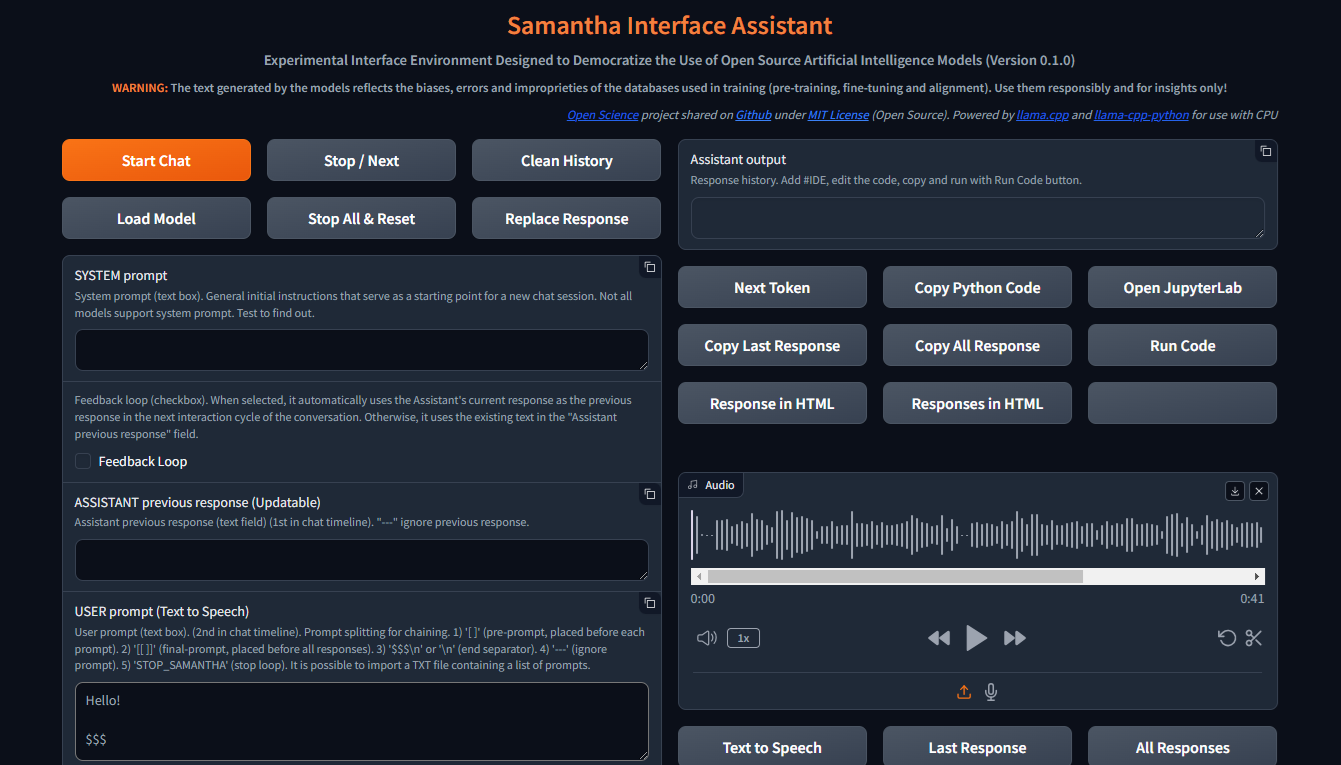 Samantha Interface Assistant
Experimental Interface Environment Designed to Democratize the Use of Open Source Artificial Intelligence Models (Version 0.1.0)
WARNING: The text generated by the models reflects the biases, errors and improprieties of the databases used in training (pre-training, fine-tuning and alignment). Use them responsibly and for insights only!
Open Science project shared on Github under MIT License (Open Source). Powered by llama.cpp and llama-cpp-python for use with CPU
Start Chat
Stop / Next
Clean History
Load Model
Stop All & Reset
Replace Response
SYSTEM prompt
System prompt (text box). General initial instructions that serve as a starting point for a new chat session. Not all
models support system prompt. Test to find out.
Feedback loop (checkbox). When selected, it automatically uses the Assistant's current response as the previous
response in the next interaction cycle of the conversation. Otherwise, it uses the existing text in the "Assistant
previous response" field.
Feedback Loop
ASSISTANT previous response (Updatable)
Assistant previous response (text field) (1st in chat timeline). "---" ignore previous response.
USER prompt (Text to Speech)
User prompt (text box). (2nd in chat timeline). Prompt splitting for chaining. 1) '[ ]' (pre-prompt, placed before each
prompt). 2) '[[ ]]' (final-prompt, placed before all responses). 3) '$$$\n' or '\n' (end separator). 4) '---' (ignore
prompt). 5) 'STOP_SAMANTHA' (stop loop). It is possible to import a TXT file containing a list of prompts.
Hello!
$$$
Assistant output
Response history. Add #IDE, edit the code, copy and run with Run Code button.
Next Token
Copy Python Code
Open JupyterLab
Copy Last Response
Copy All Response
Run Code
Response in HTML
Responses in HTML
Audio
0:00
0:41
1x
Text to Speech
Last Response
All Responses